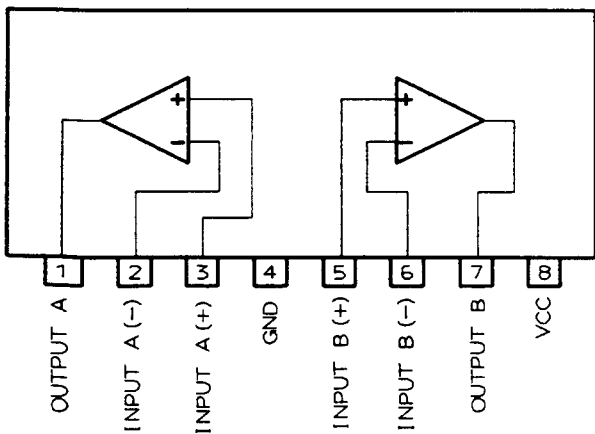 +
−
+
−
1
2
3
4
5
6
7
8
OUTPUT A
INPUT A (-)
INPUT A (+)
GND
INPUT B (+)
INPUT B (-)
OUTPUT B
VCC